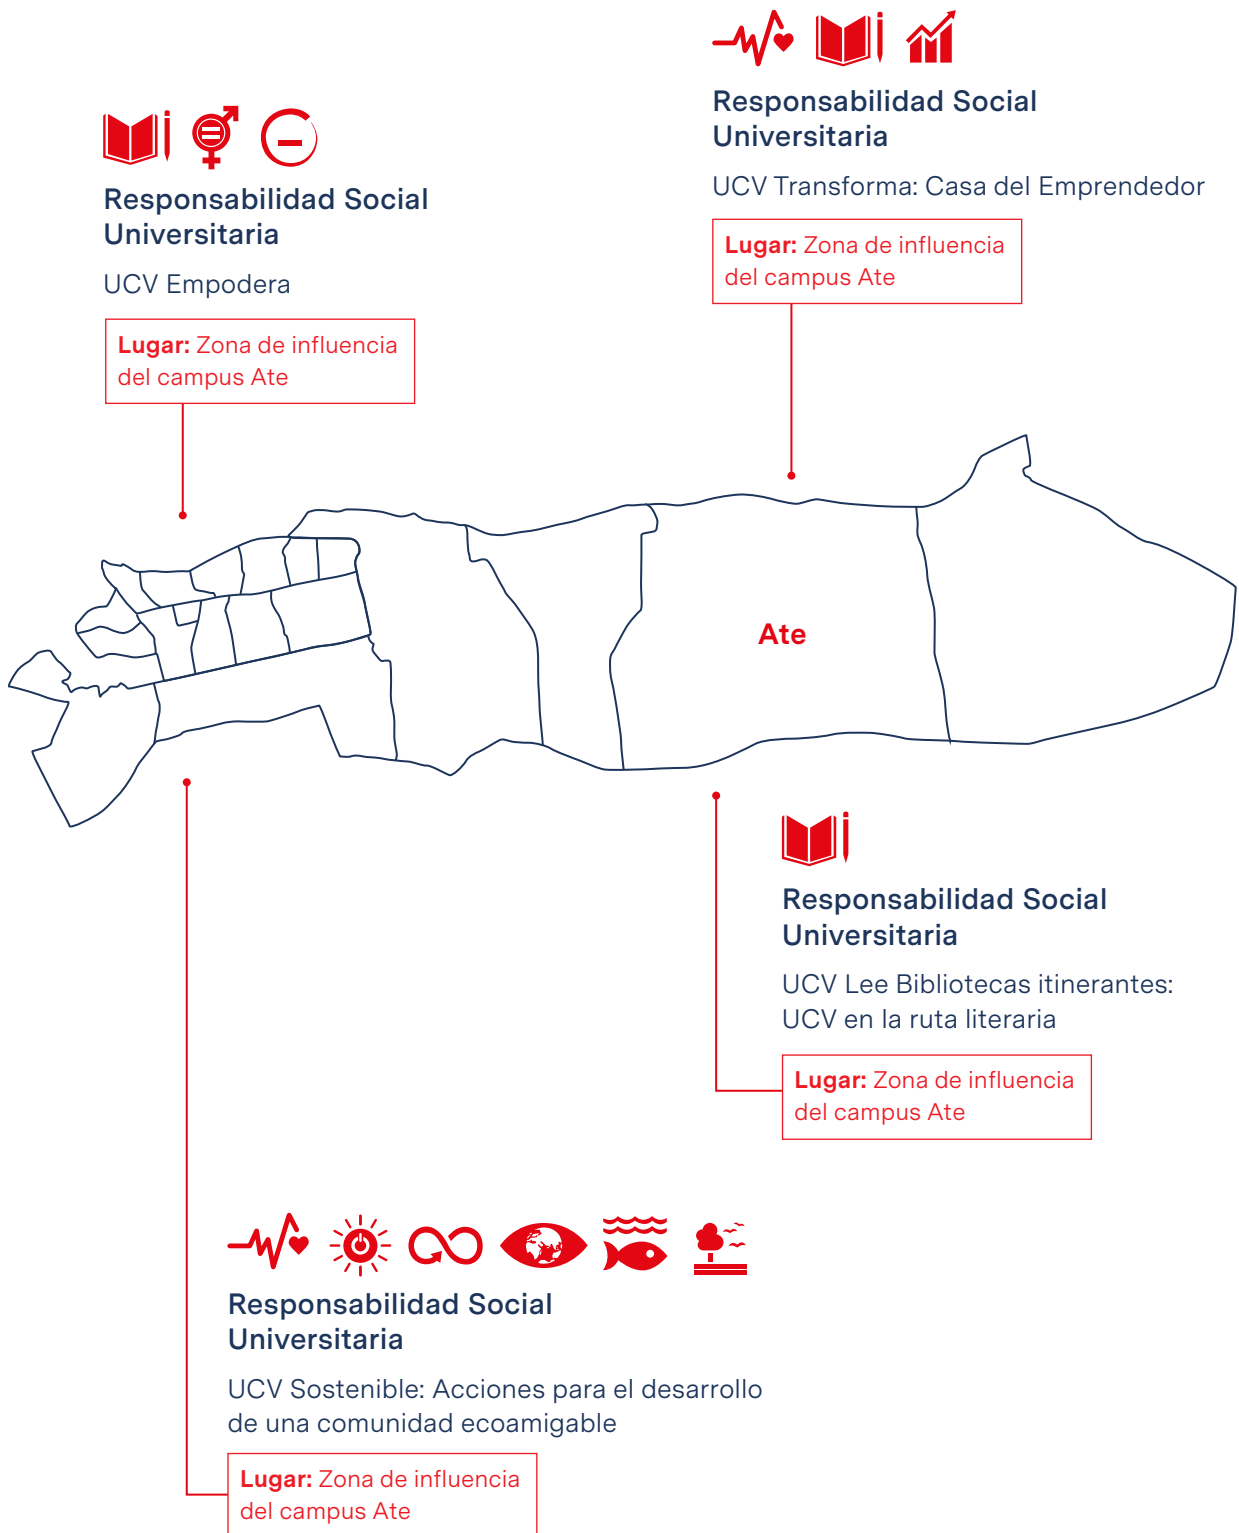 Responsabilidad Social
Universitaria
UCV Transforma: Casa del Emprendedor
Lugar: Zona de influencia
del campus Ate
Responsabilidad Social
Universitaria
UCV Empodera
Lugar: Zona de influencia
del campus Ate
Ate
Responsabilidad Social
Universitaria
UCV Lee Bibliotecas itinerantes:
UCV en la ruta literaria
Lugar: Zona de influencia
del campus Ate
Responsabilidad Social
Universitaria
UCV Sostenible: Acciones para el desarrollo
de una comunidad ecoamigable
Lugar: Zona de influencia
del campus Ate